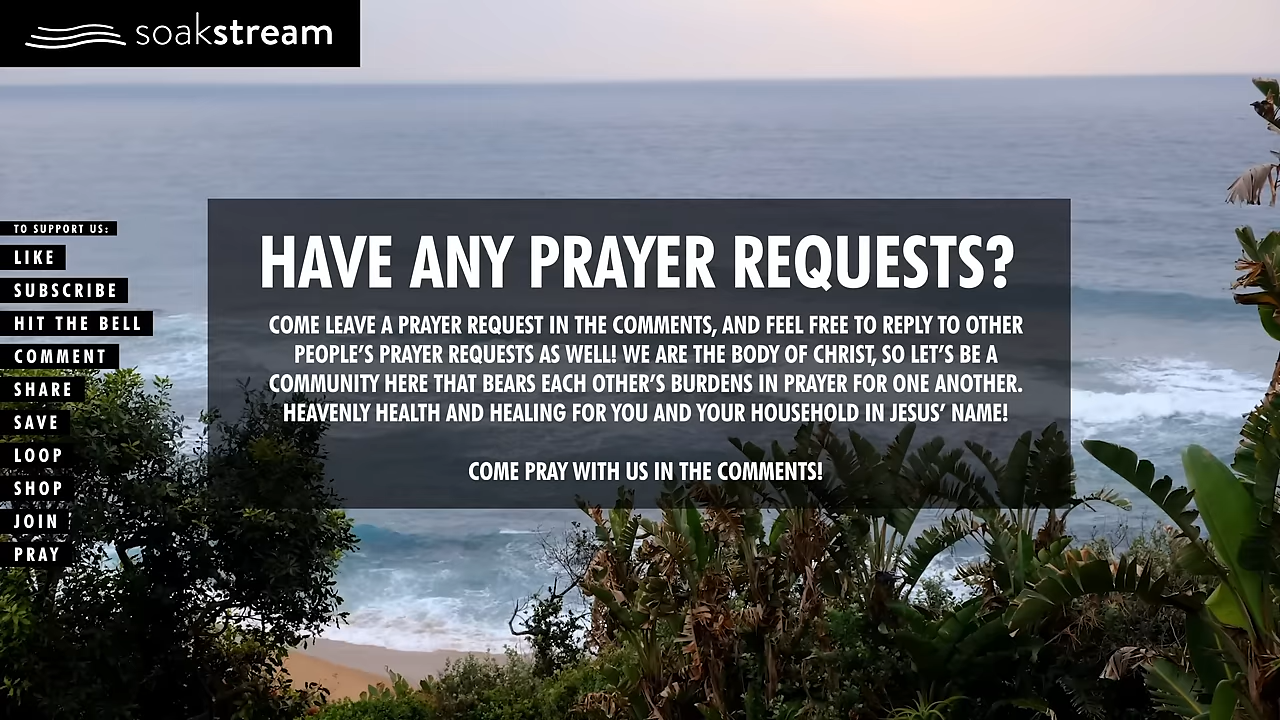 soakstream
TO SUPPORT US:
LIKE
SUBSCRIBE
HIT THE BELL
COMMENT
SHARE
SAVE
LOOP
SHOP
JOIN
PRAY
HAVE ANY PRAYER REQUESTS?
COME LEAVE A PRAYER REQUEST IN THE COMMENTS, AND FEEL FREE TO REPLY TO OTHER
PEOPLE'S PRAYER REQUESTS AS WELL! WE ARE THE BODY OF CHRIST, SO LET'S BE A
COMMUNITY HERE THAT BEARS EACH OTHER'S BURDENS IN PRAYER FOR ONE ANOTHER.
HEAVENLY HEALTH AND HEALING FOR YOU AND YOUR HOUSEHOLD IN JESUS' NAME!
COME PRAY WITH US IN THE COMMENTS!